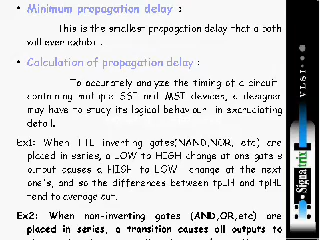 • Minimum propagation delay :
This is the smallest propagation delay that a path
will ever exhibit.
• Calculation of propagation delay :
To accurately analyze the timing of a circuit
containing multiple SSI and MSI devices, a designer
may have to study its logical behaviour in excruciating
detail.
Ex1: When TTL inverting gates(NAND,NOR, etc) are
placed in series, a LOW to HIGH change at one gate's
output causes a HIGH to LOW change at the next
one's, and so the differences between tpLH and tpHL
tend to average out.
Ex2: When non-inverting gates (AND,OR,etc) are
placed in series, a transition causes all outputs to
VLSI
Signatrix